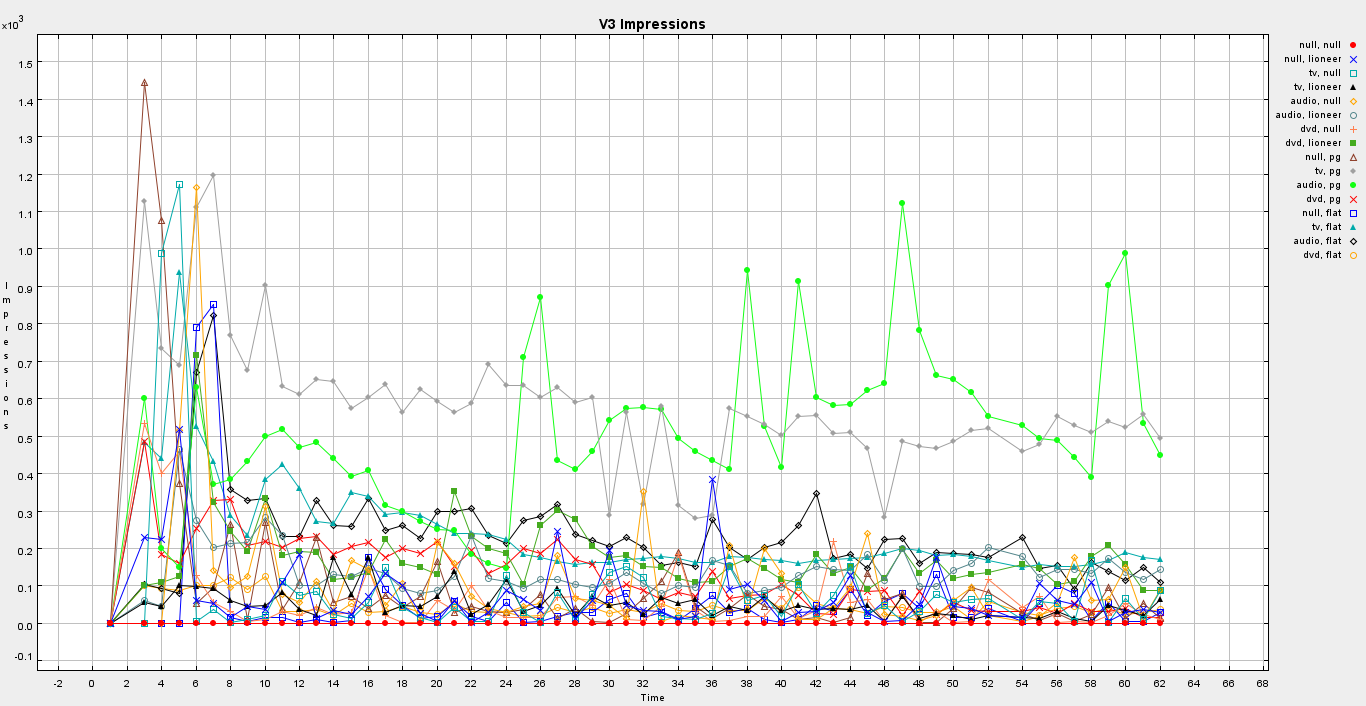 V3 Impressions
×10³
1.5
1.4
1.3
1.2
1.1
1.0
0.9
0.8
0.7
0.6
0.5
0.4
0.3
0.2
0.1
0.0
-0.1
Impressions
-2 0 2 4 6 8 10 12 14 16 18 20 22 24 26 28 30 32 34 36 38 40 42 44 46 48 50 52 54 56 58 60 62 64 66 68
Time
null, null
null, lioneer
tv, null
tv, lioneer
audio, null
audio, lioneer
dvd, null
dvd, lioneer
null, pg
tv, pg
audio, pg
dvd, pg
null, flat
tv, flat
audio, flat
dvd, flat